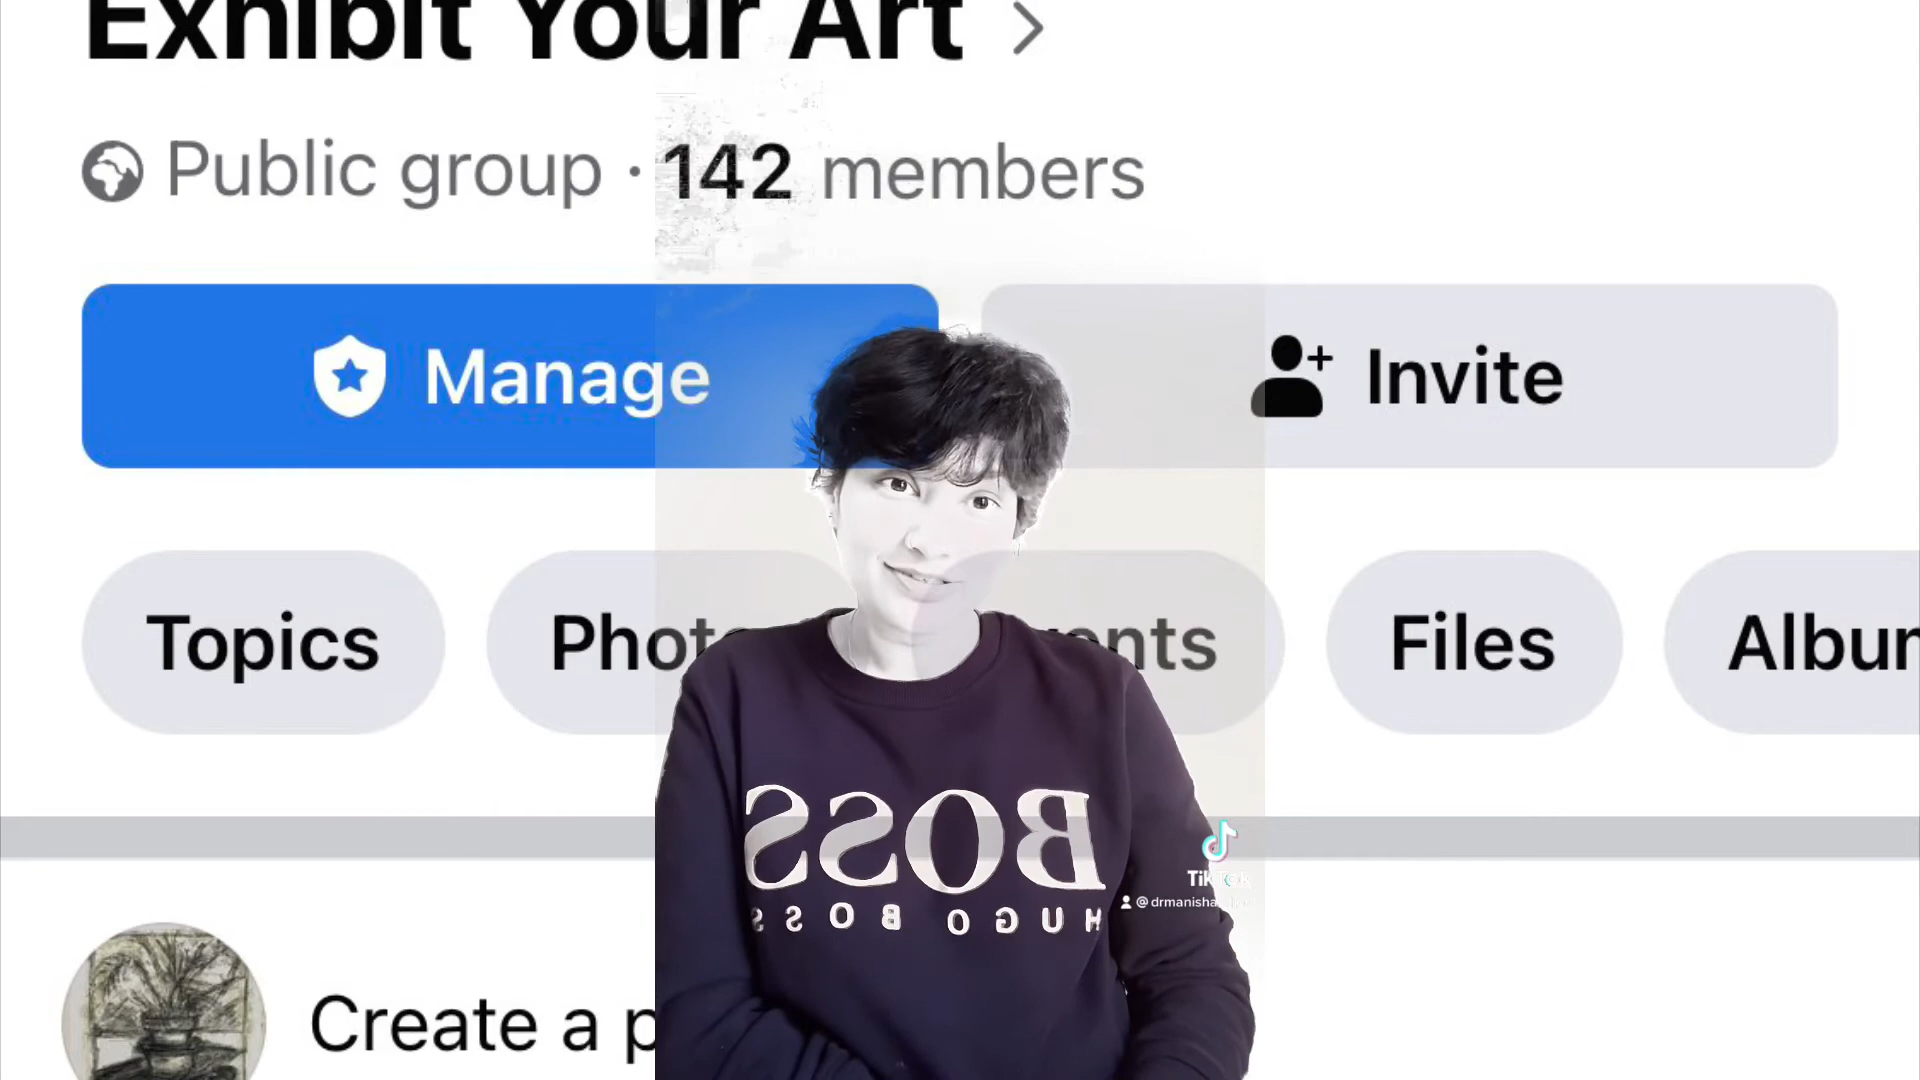 Exhibit Your Art
Public group · 142 members
Manage
Invite
Topics
Files
BOSS
HUGO BOSS
TikTok
Create a